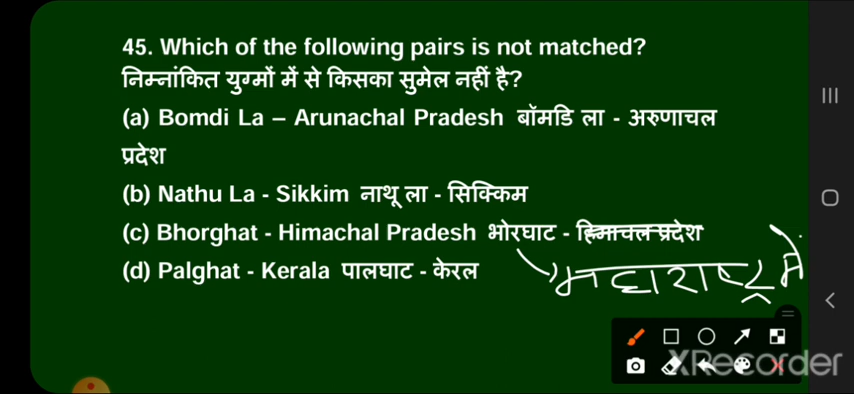 45. Which of the following pairs is not matched?
निम्नांकित युग्मों में से किसका सुमेल नहीं है?
(a) Bomdi La – Arunachal Pradesh बॉमडि ला - अरुणाचल
प्रदेश
(b) Nathu La - Sikkim नाथू ला - सिक्किम
(c) Bhorghat - Himachal Pradesh भोरघाट - हिमाचल प्रदेश
(d) Palghat - Kerala पालघाट - केरल
महाराष्ट्र में
XRecorder